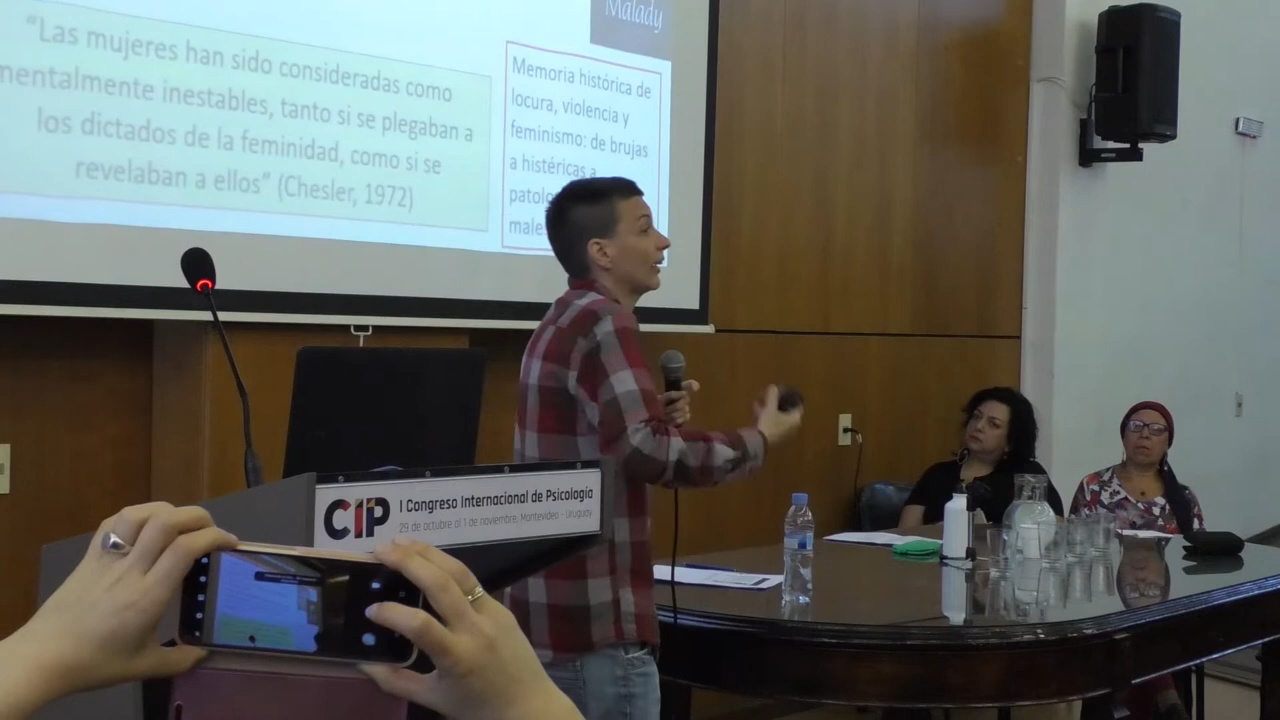 Malady
"Las mujeres han sido consideradas como
mentalmente inestables, tanto si se plegaban a
los dictados de la feminidad, como si se
revelaban a ellos" (Chesler, 1972)
Memoria histórica de
locura, violencia y
feminismo: de brujas
a histéricas a
patolo
male
CIP
I Congreso Internacional de Psicología
29 de octubre al 1 de noviembre, Montevideo - Uruguay